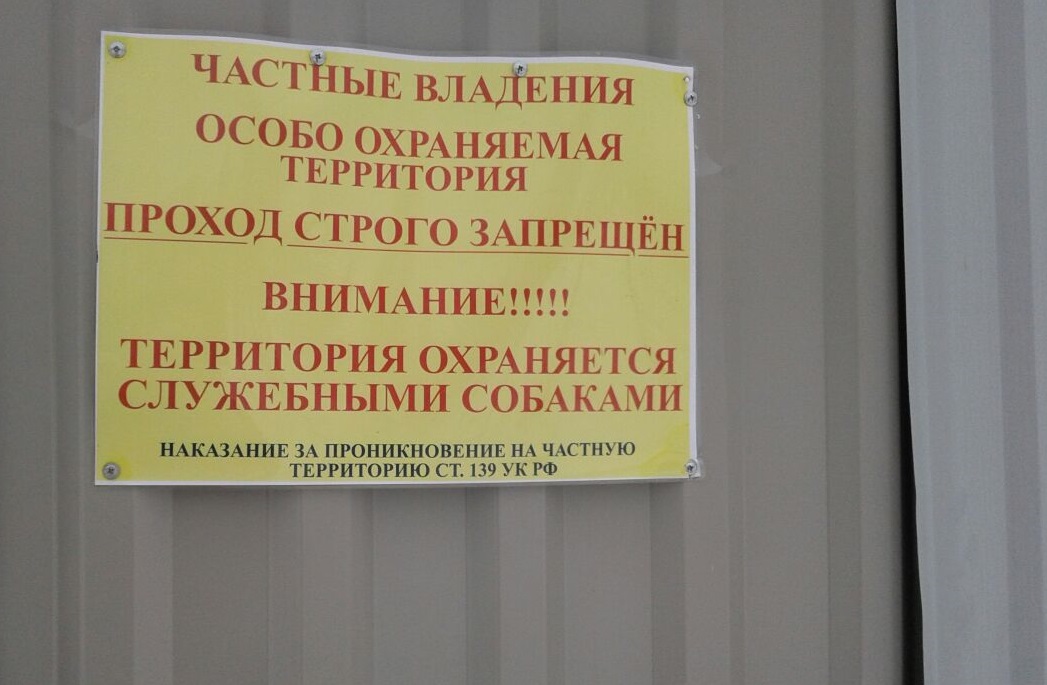 ЧАСТНЫЕ ВЛАДЕНИЯ
ОСОБО ОХРАНЯЕМАЯ
ТЕРРИТОРИЯ
ПРОХОД СТРОГО ЗАПРЕЩЁН
ВНИМАНИЕ!!!!!
ТЕРРИТОРИЯ ОХРАНЯЕТСЯ
СЛУЖЕБНЫМИ СОБАКАМИ
НАКАЗАНИЕ ЗА ПРОНИКНОВЕНИЕ НА ЧАСТНУЮ
ТЕРРИТОРИЮ СТ. 139 УК РФ